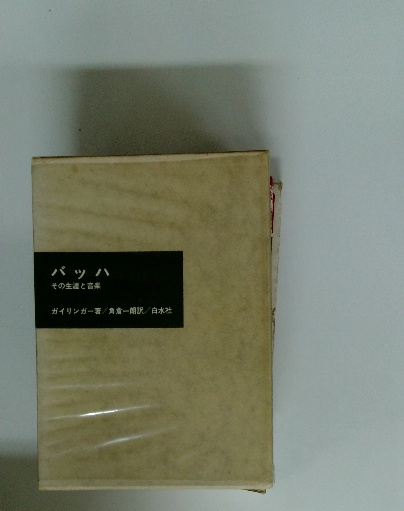 バッハ
その生涯と音楽
ガイリンガー著／角倉一朗訳／白水社